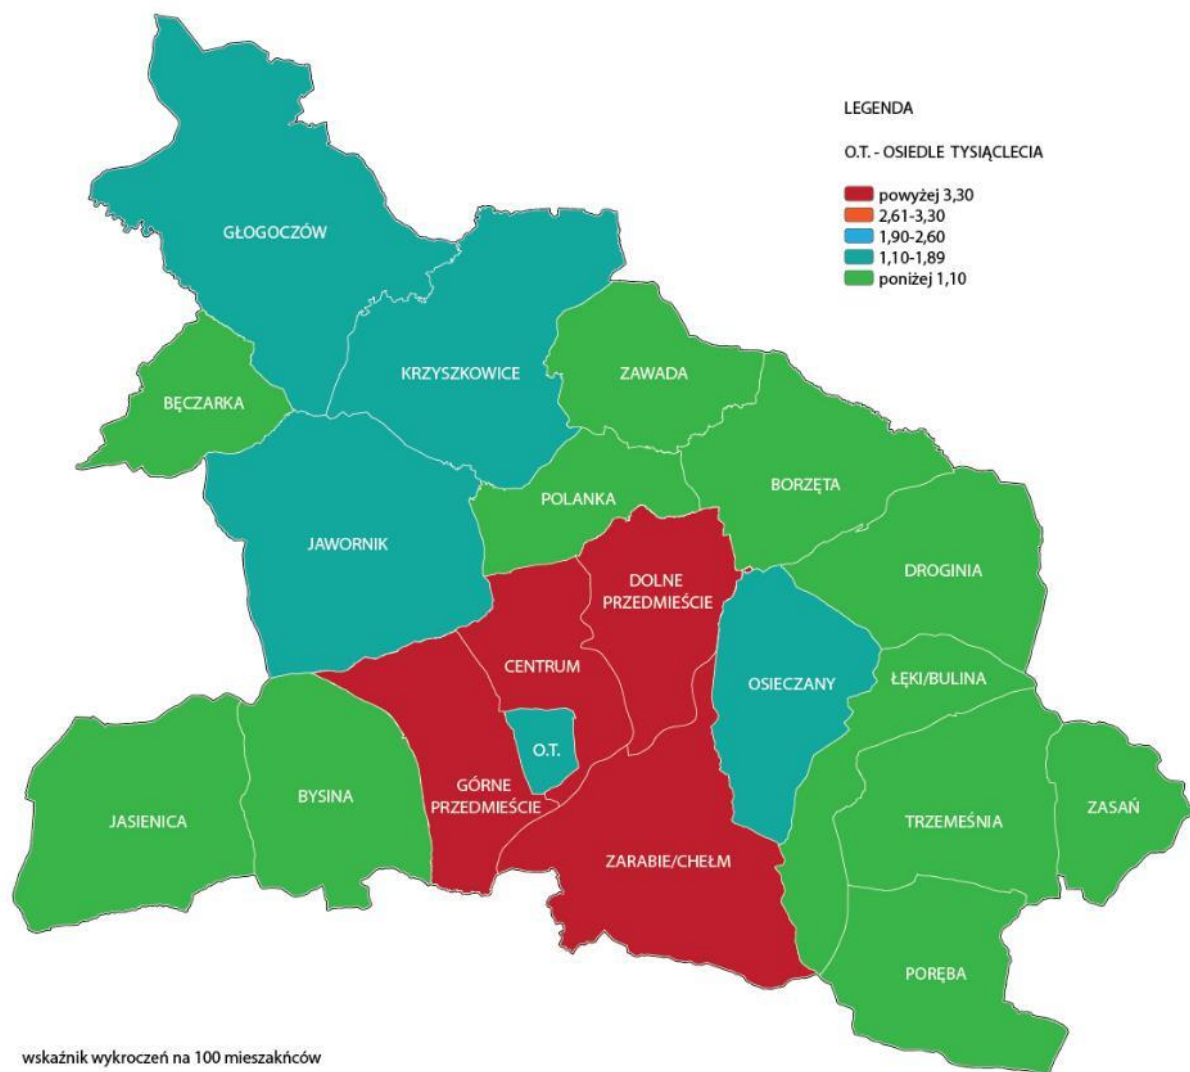 LEGENDA
O.T. - OSIEDLE TYSIĄCLECIA
powyżej 3,30
2,61-3,30
1,90-2,60
1,10-1,89
poniżej 1,10
GŁOGOCZÓW
KRZYSZKOWICE
ZAWADA
BĘCZARKA
BORZĘTA
POLANKA
JAWORNIK
DROGINIA
DOLNE
PRZEDMIEŚCIE
CENTRUM
OSIECZANY
ŁĘKI/BULINA
O.T.
GÓRNE
PRZEDMIEŚCIE
BYSINA
JASIENICA
TRZEMEŚNIA
ZASAŃ
ZARABIE/CHEŁM
PORĘBA
wskaźnik wykroczeń na 100 mieszakńców